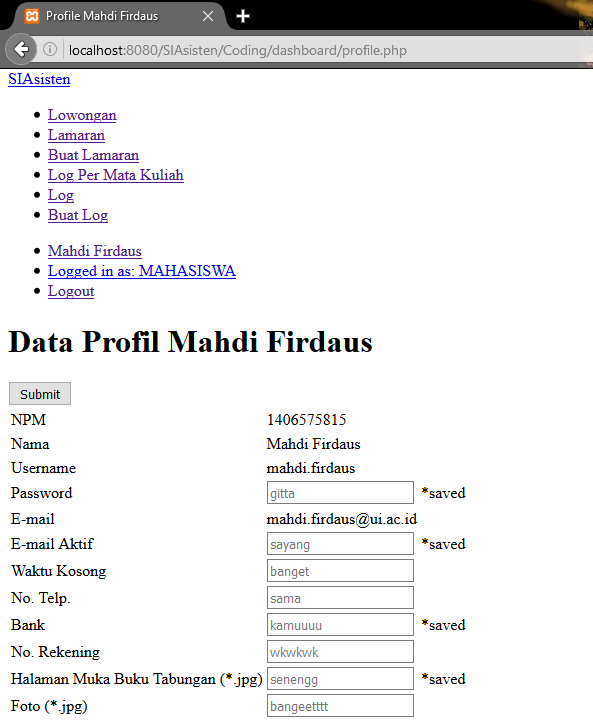 Profile Mahdi Firdaus
localhost:8080/SIAsisten/Coding/dashboard/profile.php
SIAsisten
Lowongan
Lamaran
Buat Lamaran
Log Per Mata Kuliah
Log
Buat Log
Mahdi Firdaus
Logged in as: MAHASISWA
Logout
Data Profil Mahdi Firdaus
Submit
NPM 1406575815
Nama Mahdi Firdaus
Username mahdi.firdaus
Password gitta *saved
E-mail mahdi.firdaus@ui.ac.id
E-mail Aktif sayang *saved
Waktu Kosong banget
No. Telp. sama
Bank kamuuuu *saved
No. Rekening wkwkwk
Halaman Muka Buku Tabungan (*.jpg) senengg *saved
Foto (*.jpg) bangeetttt